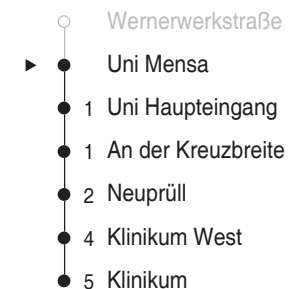 Wernerwerkstraße
Uni Mensa
1 Uni Haupteingang
1 An der Kreuzbreite
2 Neuprüll
4 Klinikum West
5 Klinikum